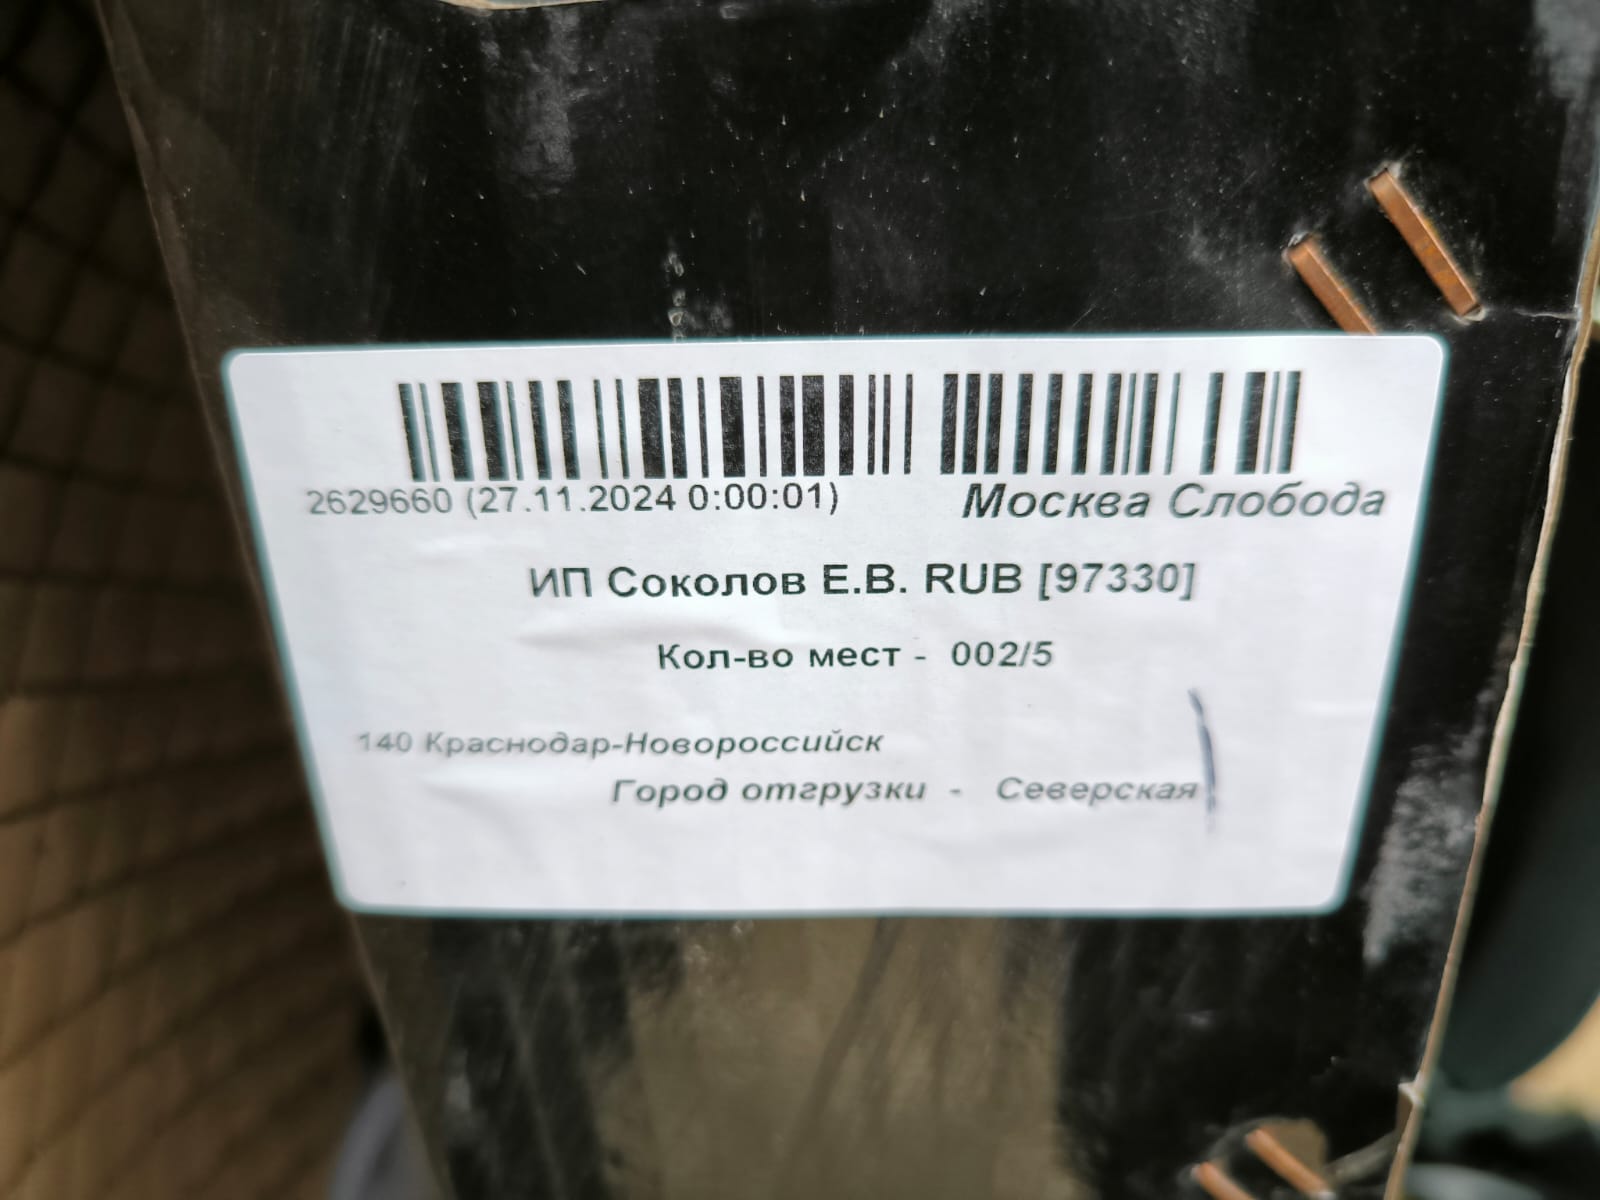 2629660 (27.11.2024 0:00:01) Москва Слобода
ИП Соколов Е.В. RUB [97330]
Кол-во мест - 002/5
140 Краснодар-Новороссийск
Город отгрузки - Северская